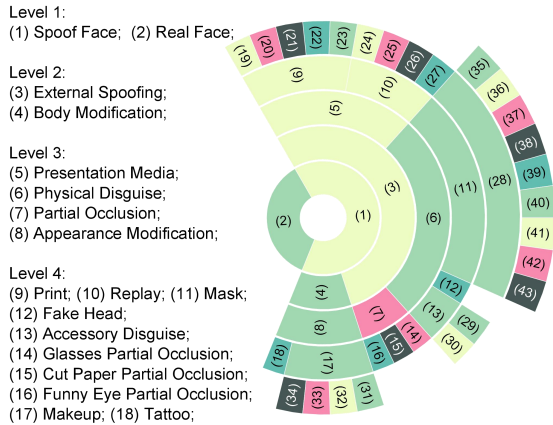 Level 1:
(1) Spoof Face; (2) Real Face;
Level 2:
(3) External Spoofing;
(4) Body Modification;
Level 3:
(5) Presentation Media;
(6) Physical Disguise;
(7) Partial Occlusion;
(8) Appearance Modification;
Level 4:
(9) Print; (10) Replay; (11) Mask;
(12) Fake Head;
(13) Accessory Disguise;
(14) Glasses Partial Occlusion;
(15) Cut Paper Partial Occlusion;
(16) Funny Eye Partial Occlusion;
(17) Makeup; (18) Tattoo;
(19)
(20)
(21)
(22)
(23)
(24)
(25)
(26)
(27)
(35)
(36)
(37)
(38)
(39)
(40)
(41)
(42)
(43)
(9)
(10)
(5)
(28)
(11)
(6)
(3)
(1)
(2)
(4)
(8)
(7)
(12)
(13)
(29)
(30)
(14)
(15)
(16)
(17)
(18)
(34)
(33)
(32)
(31)